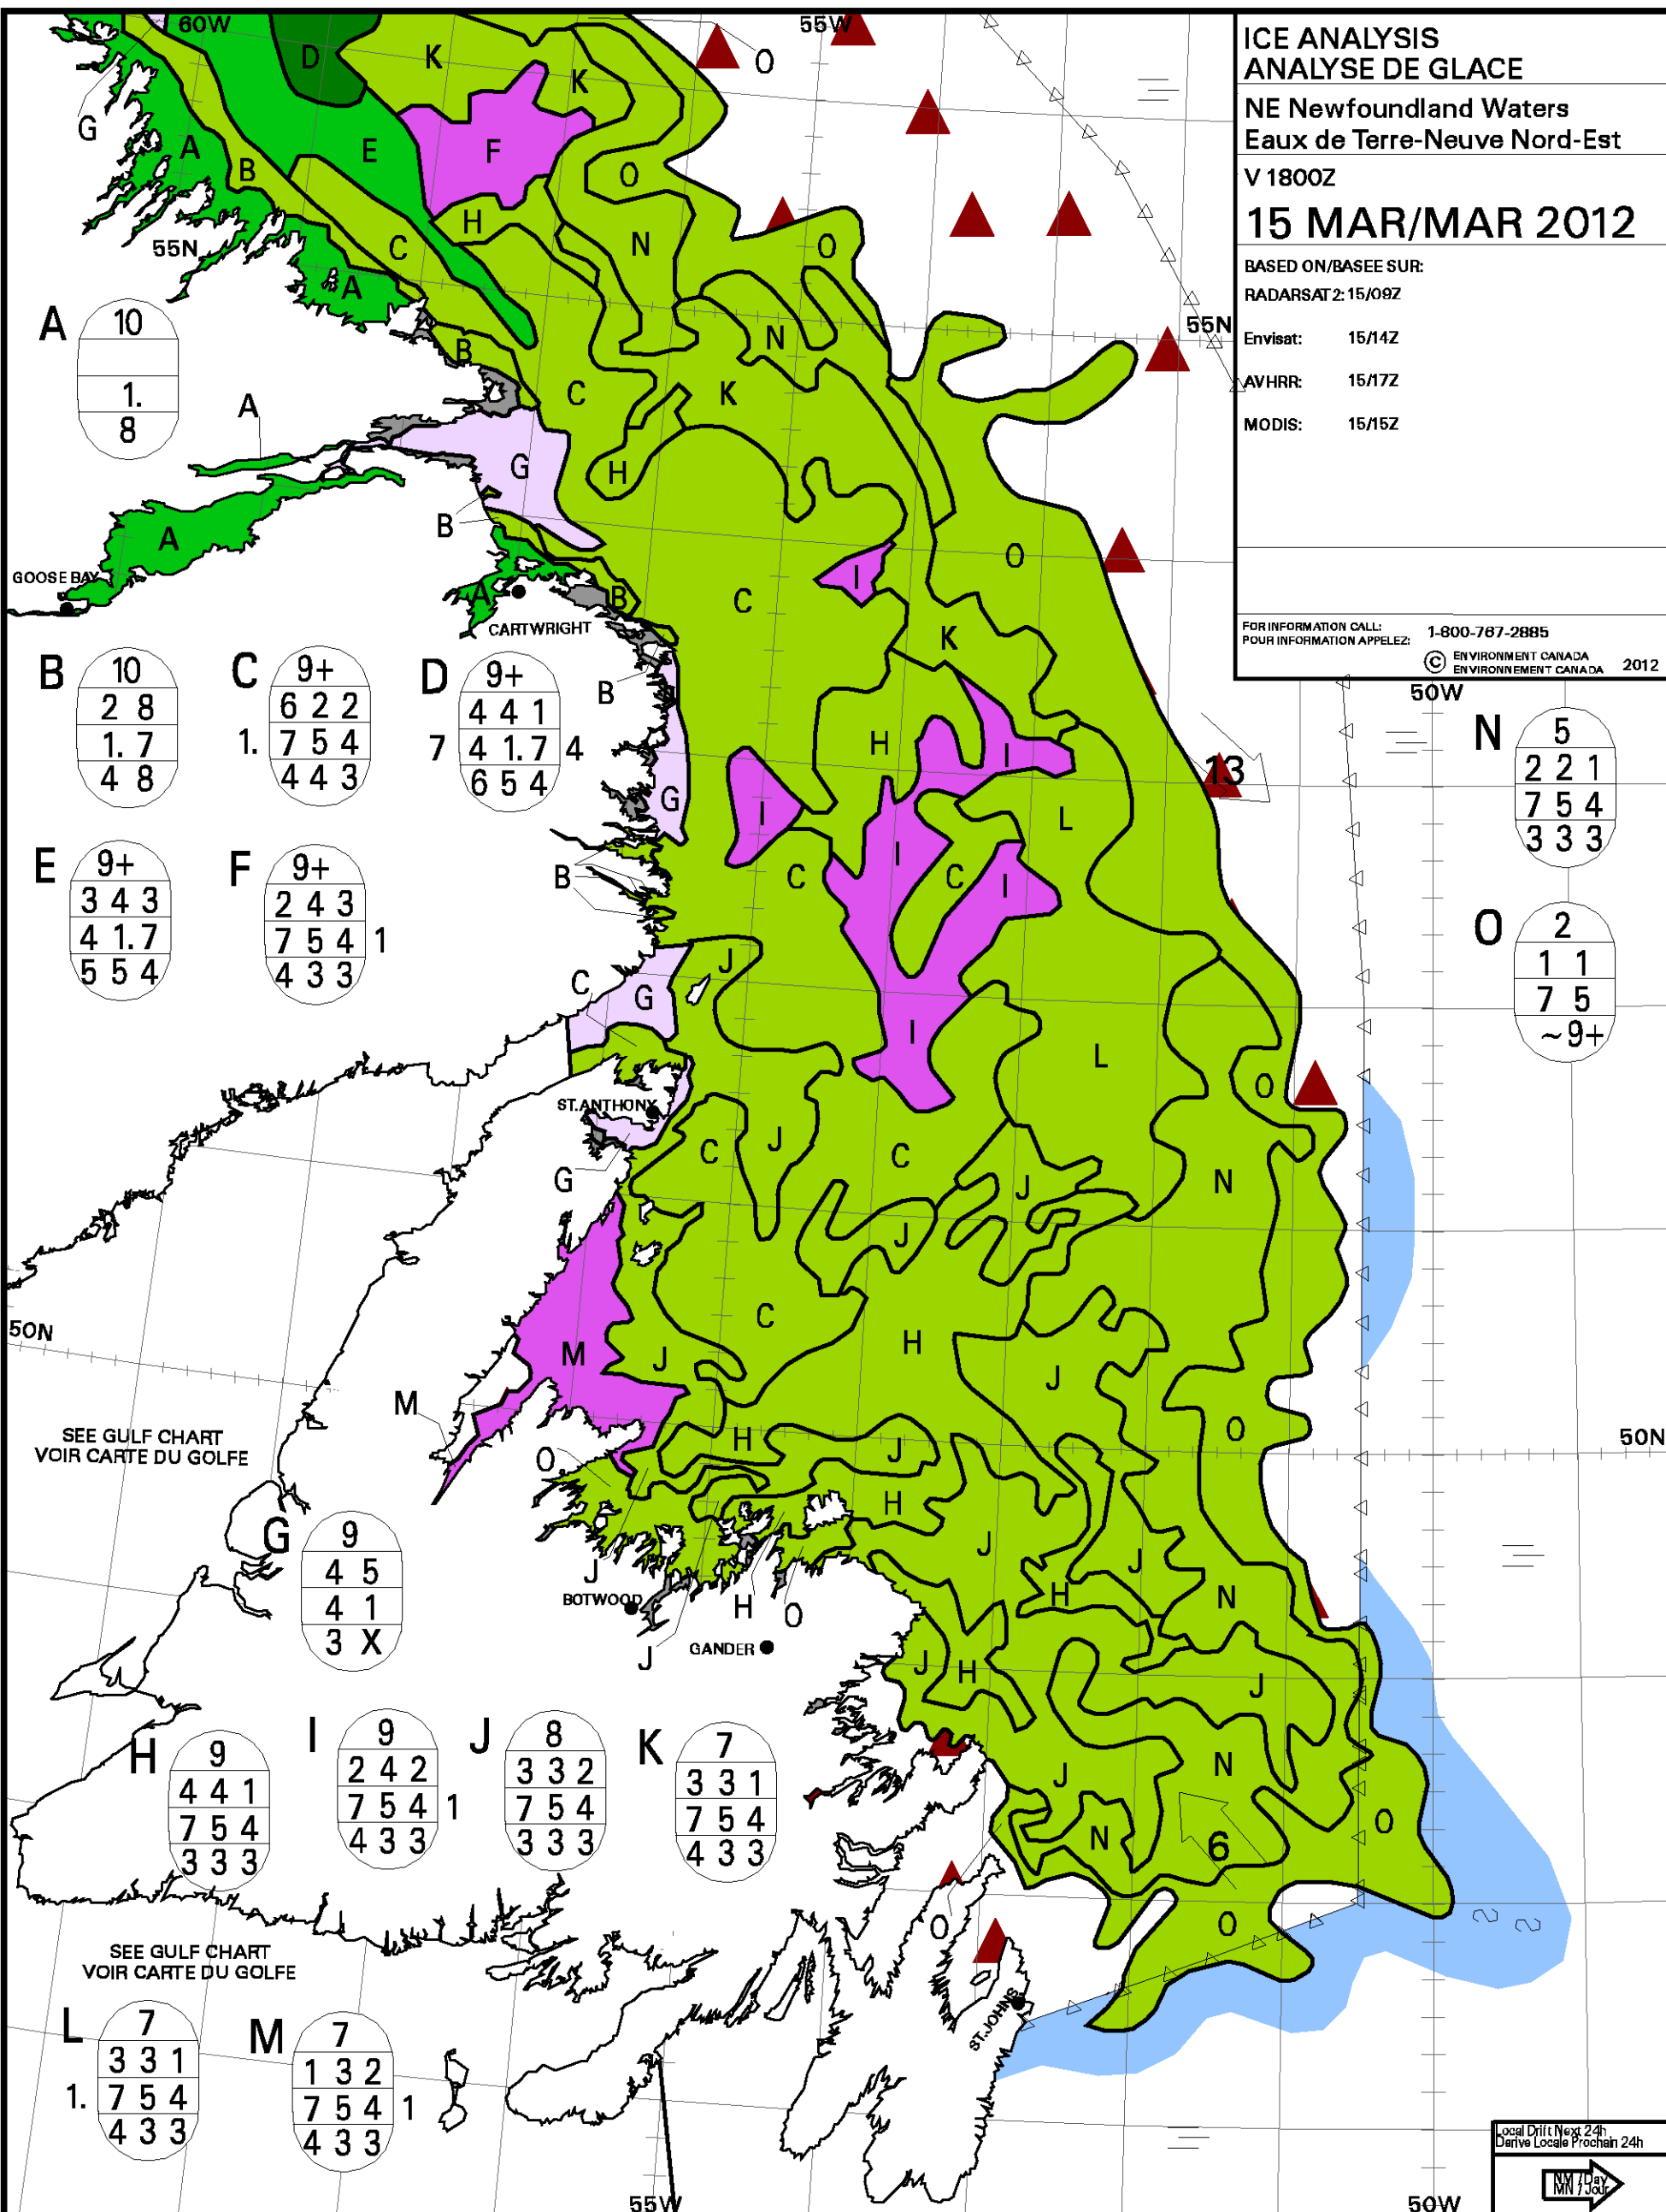 60W
55W
ICE ANALYSIS
ANALYSE DE GLACE
NE Newfoundland Waters
Eaux de Terre-Neuve Nord-Est
V 1800Z
15 MAR/MAR 2012
BASED ON/BASEE SUR:
RADARSAT2: 15/09Z
Envisat: 15/14Z
AVHRR: 15/17Z
MODIS: 15/15Z
FOR INFORMATION CALL:
POUR INFORMATION APPELEZ: 1-800-767-2885
© ENVIRONMENT CANADA
ENVIRONNEMENT CANADA 2012
D
K
K
O
G
A
B
E
F
O
H
N
C
O
55N
A
N
55N
B
C
K
A
10
1.
8
A
G
H
B
A
O
I
C
GOOSE BAY
A
B
CARTWRIGHT
K
B
10
2 8
1. 7
4 8
C
9+
6 2 2
1. 7 5 4
4 4 3
D
9+
4 4 1
7 4 1. 7 4
6 5 4
B
50W
N
5
2 2 1
7 5 4
3 3 3
H
I
13
G
I
L
E
9+
3 4 3
4 1. 7
5 5 4
F
9+
2 4 3
7 5 4 1
4 3 3
B
C
I
C
I
O
2
1 1
7 5
~9+
J
C
G
I
L
O
ST.ANTHONY
G
C
J
C
J
N
J
C
H
50N
M
J
J
M
SEE GULF CHART
VOIR CARTE DU GOLFE
O
H
J
O
50N
H
G
9
4 5
4 1
3 X
J
J
J
BOTWOOD
H
O
H
N
J
GANDER
J
H
J
H
9
4 4 1
7 5 4
3 3 3
I
9
2 4 2
7 5 4 1
4 3 3
J
8
3 3 2
7 5 4
3 3 3
K
7
3 3 1
7 5 4
4 3 3
J
N
N
6
O
O
O
SEE GULF CHART
VOIR CARTE DU GOLFE
ST.JOHNS
L
7
3 3 1
1. 7 5 4
4 3 3
M
7
1 3 2
7 5 4 1
4 3 3
Local Drift Next 24h
Derive Locale Prochain 24h
NM / Day
MN / Jour
55W
50W